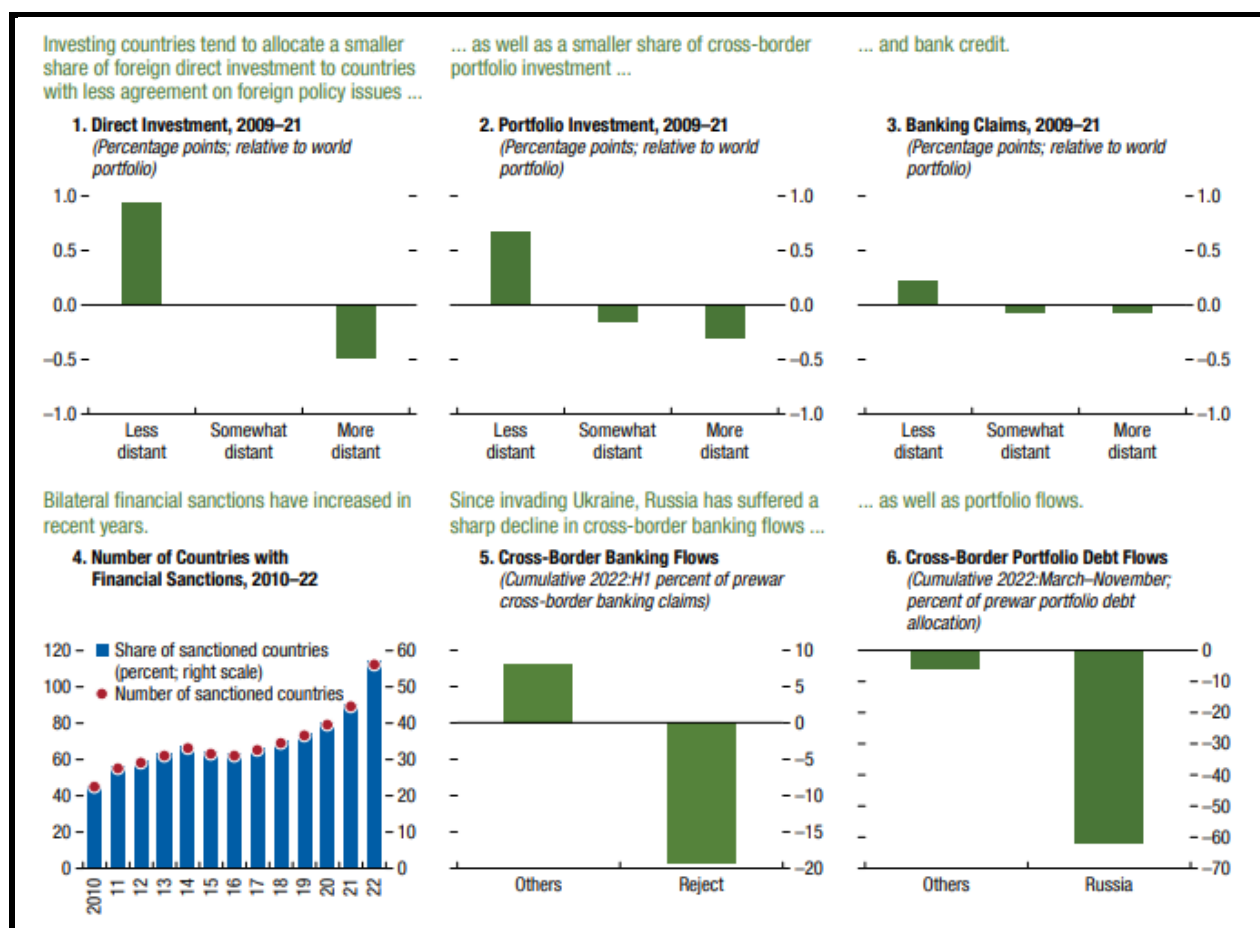 Investing countries tend to allocate a smaller
share of foreign direct investment to countries
with less agreement on foreign policy issues ...
1. Direct Investment, 2009–21
(Percentage points; relative to world
portfolio)
1.0
0.5
0.0
–0.5
–1.0
Less
distant
Somewhat
distant
More
distant
... as well as a smaller share of cross-border
portfolio investment ...
2. Portfolio Investment, 2009–21
(Percentage points; relative to world
portfolio)
1.0
0.5
0.0
–0.5
–1.0
Less
distant
Somewhat
distant
More
distant
... and bank credit.
3. Banking Claims, 2009–21
(Percentage points; relative to world
portfolio)
1.0
0.5
0.0
–0.5
–1.0
Less
distant
Somewhat
distant
More
distant
Bilateral financial sanctions have increased in
recent years.
4. Number of Countries with
Financial Sanctions, 2010–22
Share of sanctioned countries
(percent; right scale)
Number of sanctioned countries
120
100
80
60
40
20
0
60
50
40
30
20
10
0
2010
11
12
13
14
15
16
17
18
19
20
21
22
Since invading Ukraine, Russia has suffered a
sharp decline in cross-border banking flows ...
5. Cross-Border Banking Flows
(Cumulative 2022:H1 percent of prewar
cross-border banking claims)
10
5
0
–5
–10
–15
–20
Others
Reject
... as well as portfolio flows.
6. Cross-Border Portfolio Debt Flows
(Cumulative 2022:March–November;
percent of prewar portfolio debt
allocation)
0
–10
–20
–30
–40
–50
–60
–70
Others
Russia